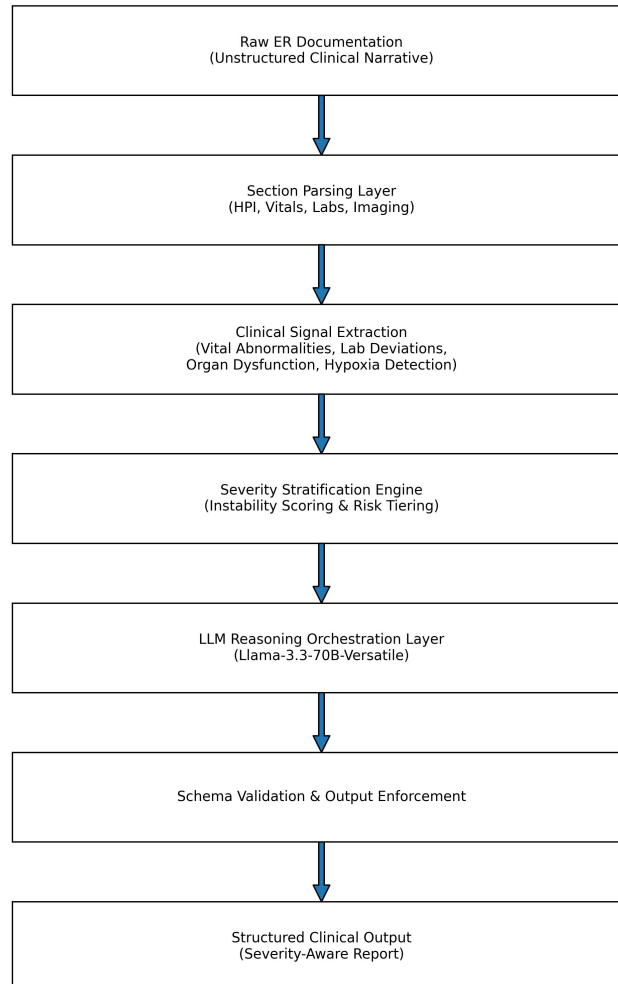 Raw ER Documentation
(Unstructured Clinical Narrative)
Section Parsing Layer
(HPI, Vitals, Labs, Imaging)
Clinical Signal Extraction
(Vital Abnormalities, Lab Deviations,
Organ Dysfunction, Hypoxia Detection)
Severity Stratification Engine
(Instability Scoring & Risk Tiering)
LLM Reasoning Orchestration Layer
(Llama-3.3-70B-Versatile)
Schema Validation & Output Enforcement
Structured Clinical Output
(Severity-Aware Report)